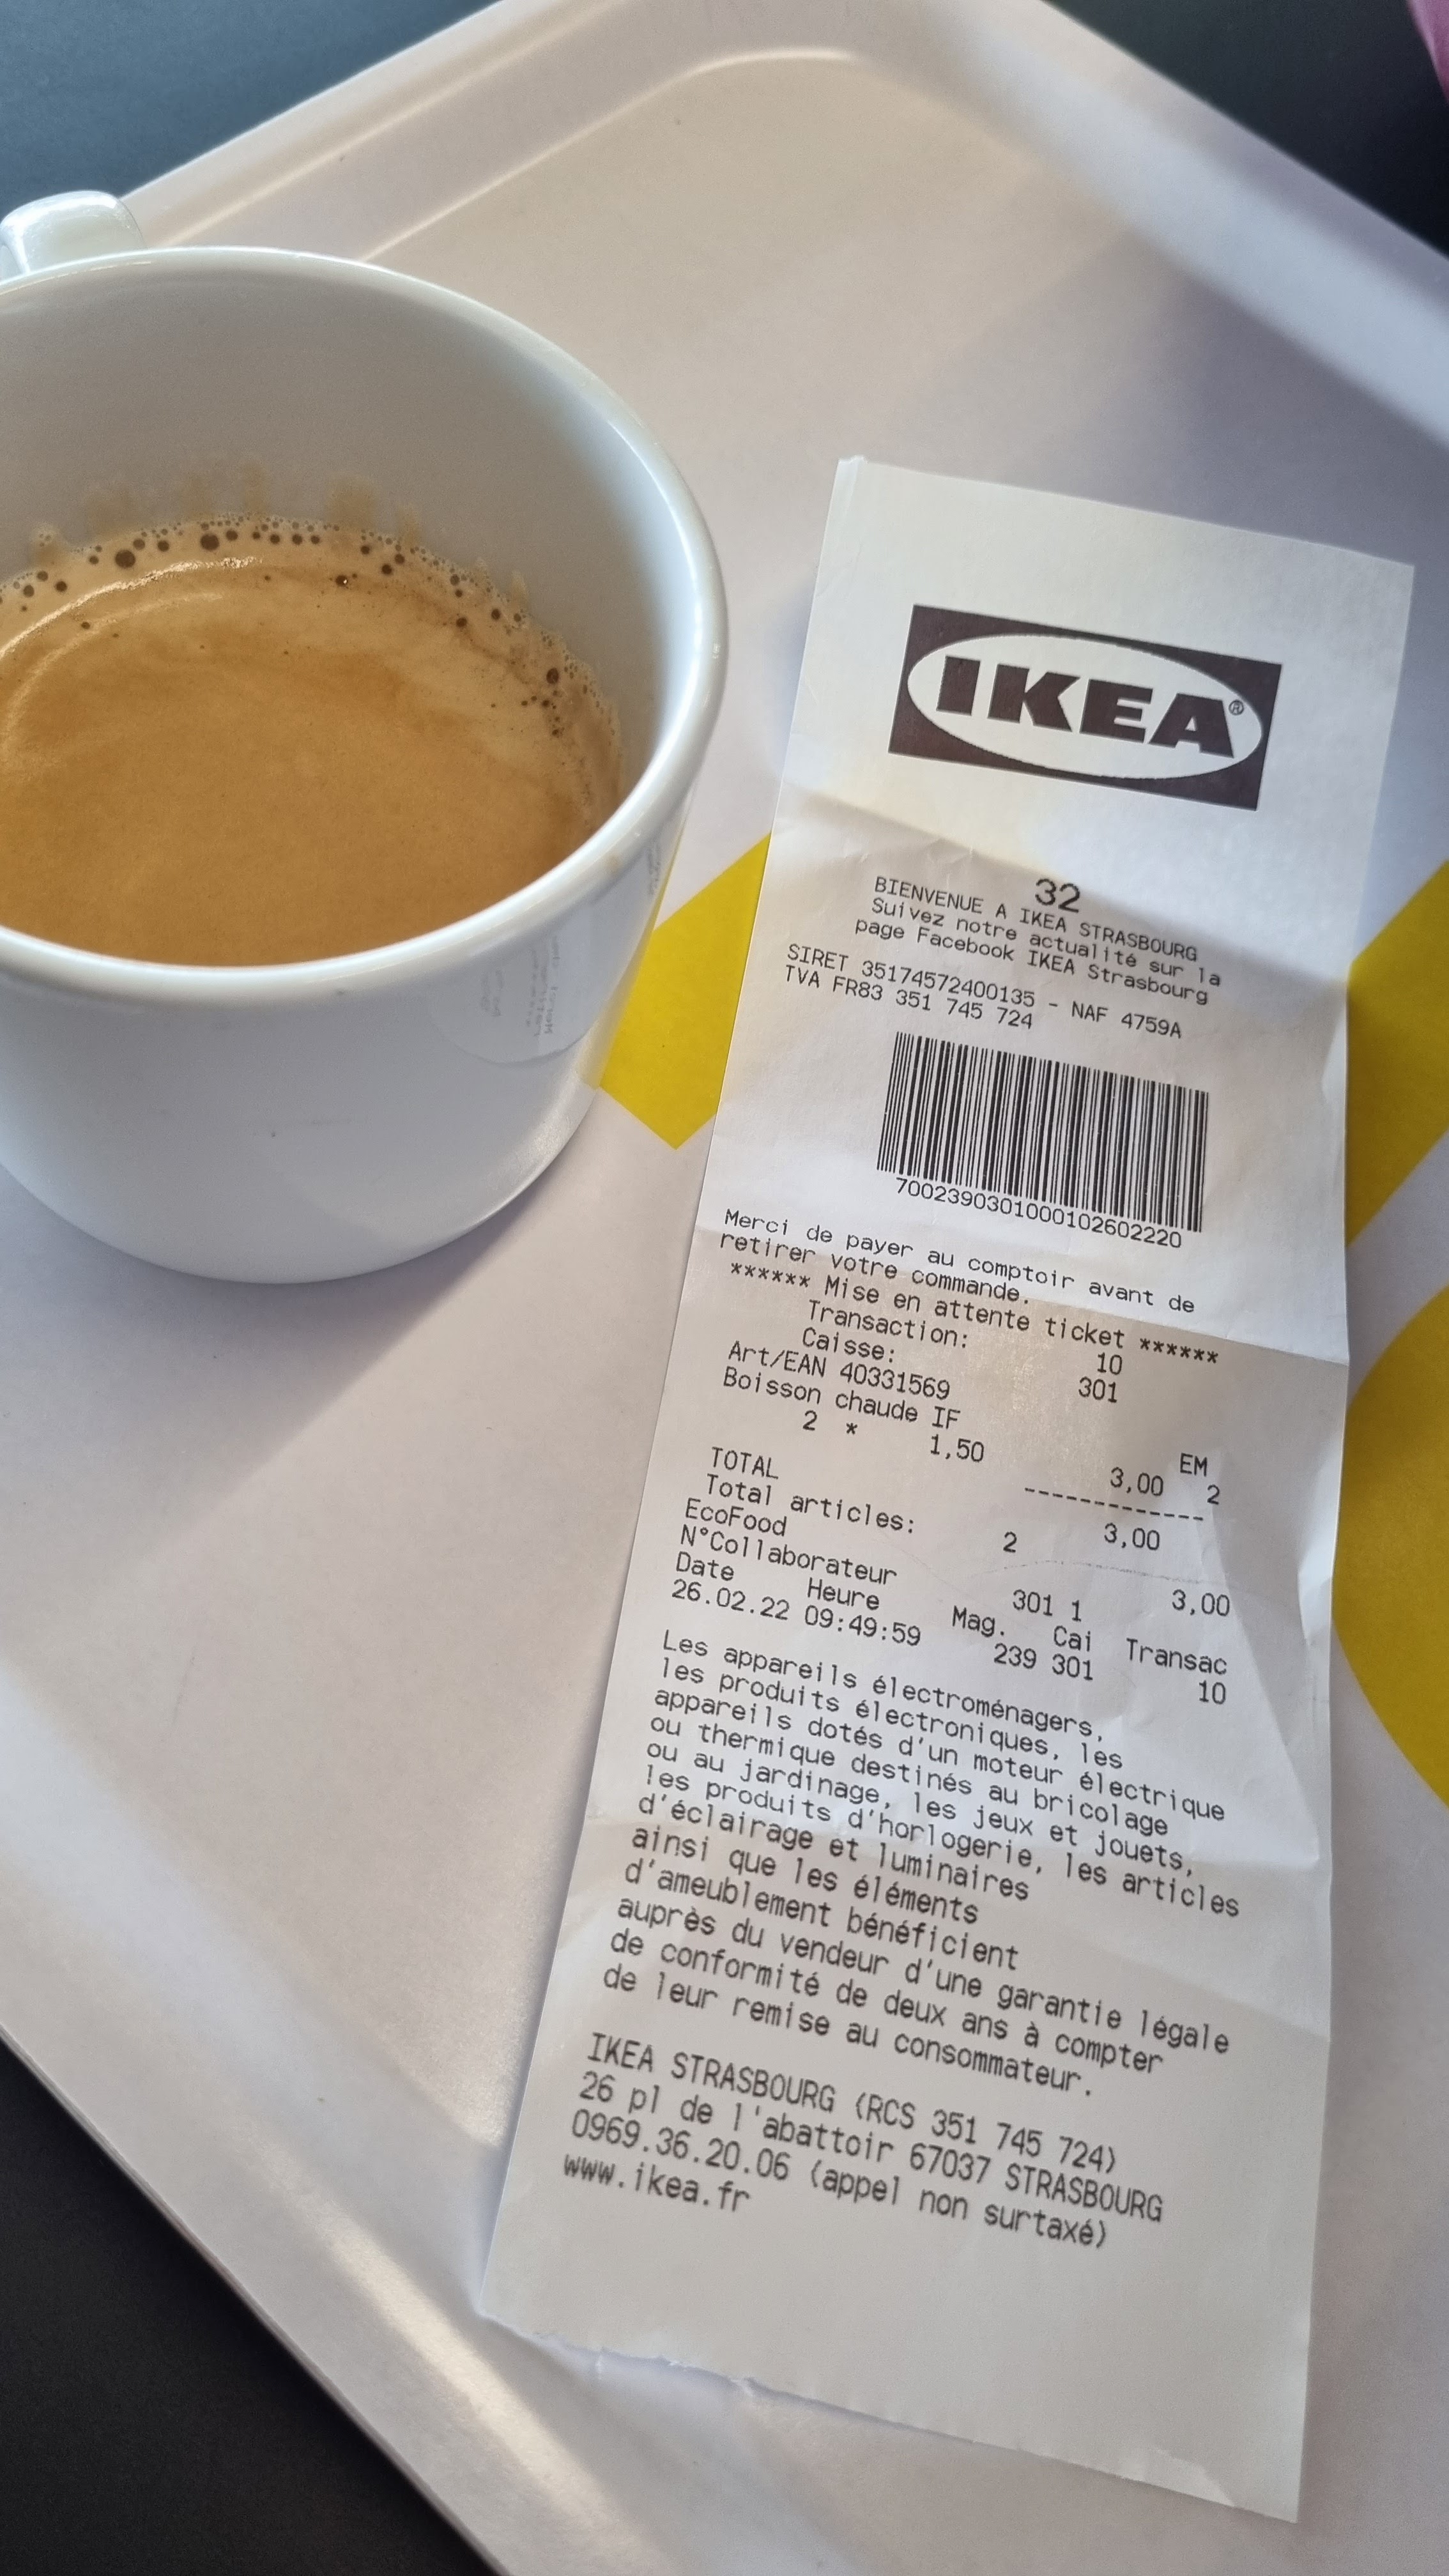 IKEA®
32
BIENVENUE A IKEA STRASBOURG
Suivez notre actualité sur la
page Facebook IKEA Strasbourg
SIRET 35174572400135 - NAF 4759A
TVA FR83 351 745 724
7002390301000102602220
Merci de payer au comptoir avant de
retirer votre commande.
****** Mise en attente ticket ******
Transaction: 10
Caisse: 301
Art/EAN 40331569
Boisson chaude IF EM
2 * 1,50 3,00 2
-------------
TOTAL 3,00
Total articles: 2
EcoFood 3,00
N°Collaborateur 301 1
Date Heure Mag. Cai Transac
26.02.22 09:49:59 239 301 10
Les appareils électroménagers,
les produits électroniques, les
appareils dotés d'un moteur électrique
ou thermique destinés au bricolage
ou au jardinage, les jeux et jouets,
les produits d'horlogerie, les articles
d'éclairage et luminaires
ainsi que les éléments
d'ameublement bénéficient
auprès du vendeur d'une garantie légale
de conformité de deux ans à compter
de leur remise au consommateur.
IKEA STRASBOURG (RCS 351 745 724)
26 pl de l'abattoir 67037 STRASBOURG
0969.36.20.06 (appel non surtaxé)
www.ikea.fr